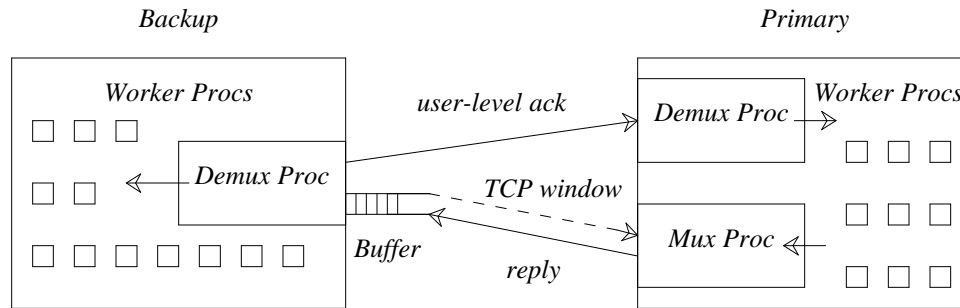 Backup
Primary
Worker Procs
user-level ack
Demux Proc
Worker Procs
Demux Proc
TCP window
Buffer
reply
Mux Proc